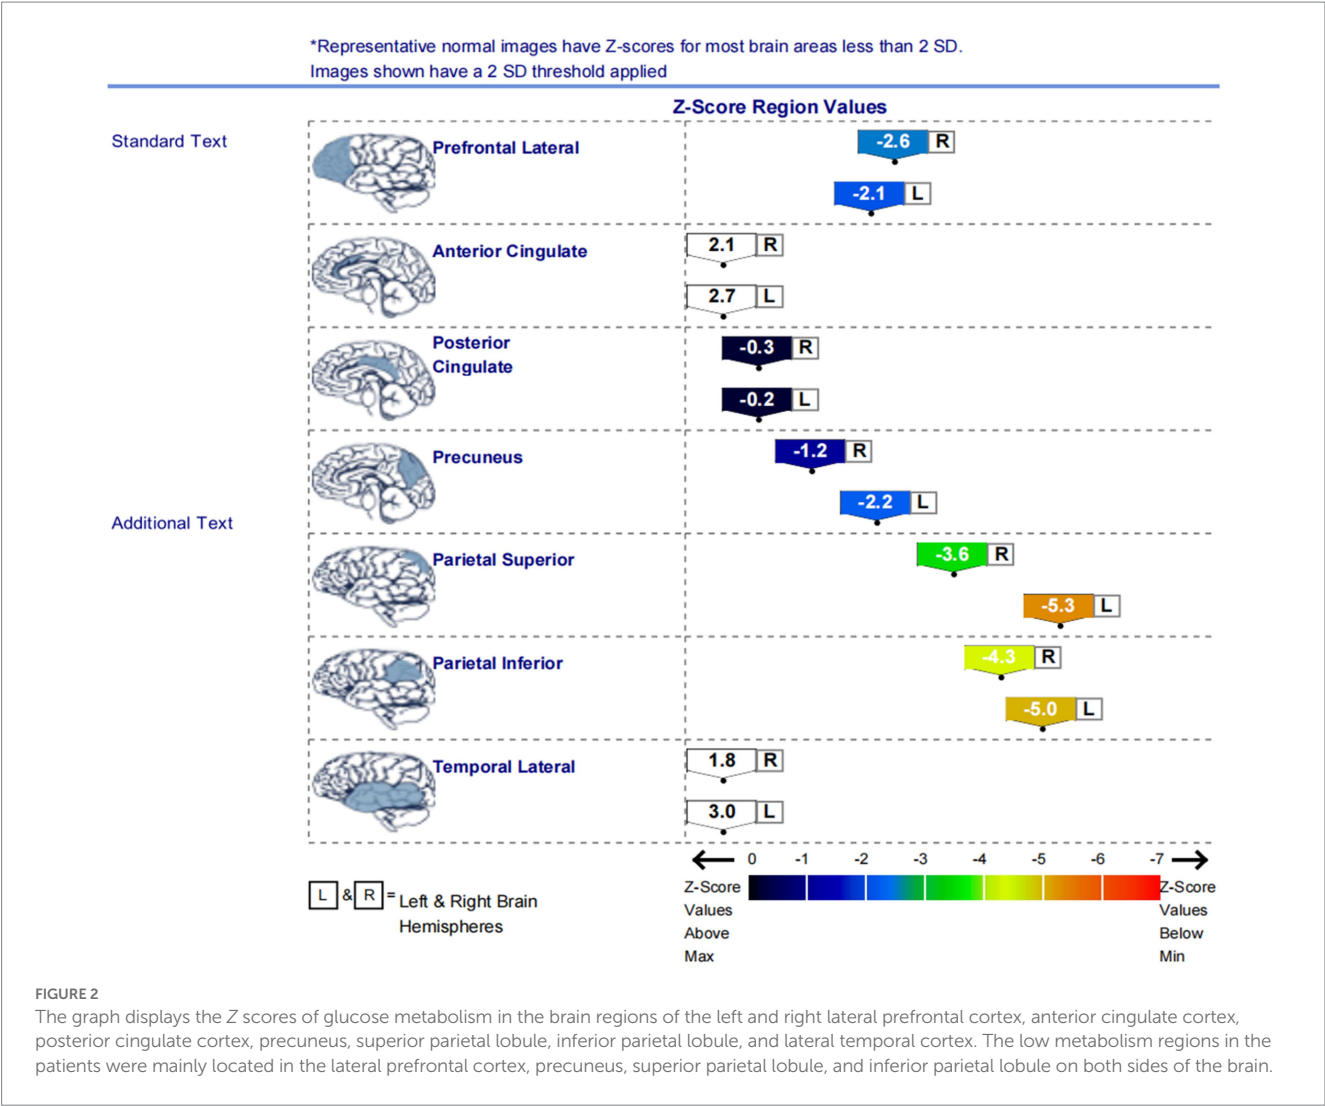 *Representative normal images have Z-scores for most brain areas less than 2 SD.
Images shown have a 2 SD threshold applied
Z-Score Region Values
Standard Text
Prefrontal Lateral
-2.6 R
-2.1 L
Anterior Cingulate
2.1 R
2.7 L
Posterior
Cingulate
-0.3 R
-0.2 L
Precuneus
-1.2 R
-2.2 L
Additional Text
Parietal Superior
-3.6 R
-5.3 L
Parietal Inferior
-4.3 R
-5.0 L
Temporal Lateral
1.8 R
3.0 L
0 -1 -2 -3 -4 -5 -6 -7
Z-Score
Values
Above
Max
Z-Score
Values
Below
Min
L & R = Left & Right Brain
Hemispheres
FIGURE 2
The graph displays the Z scores of glucose metabolism in the brain regions of the left and right lateral prefrontal cortex, anterior cingulate cortex,
posterior cingulate cortex, precuneus, superior parietal lobule, inferior parietal lobule, and lateral temporal cortex. The low metabolism regions in the
patients were mainly located in the lateral prefrontal cortex, precuneus, superior parietal lobule, and inferior parietal lobule on both sides of the brain.